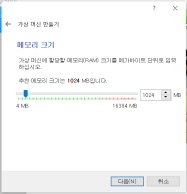 가상 머신 만들기
메모리 크기
가상 머신에 할당할 메모리(RAM) 크기를 메가바이트 단위로 입력하십시오.
추천 메모리 크기는 1024 MB입니다.
1024 MB
4 MB 16384 MB
다음(N) 취소